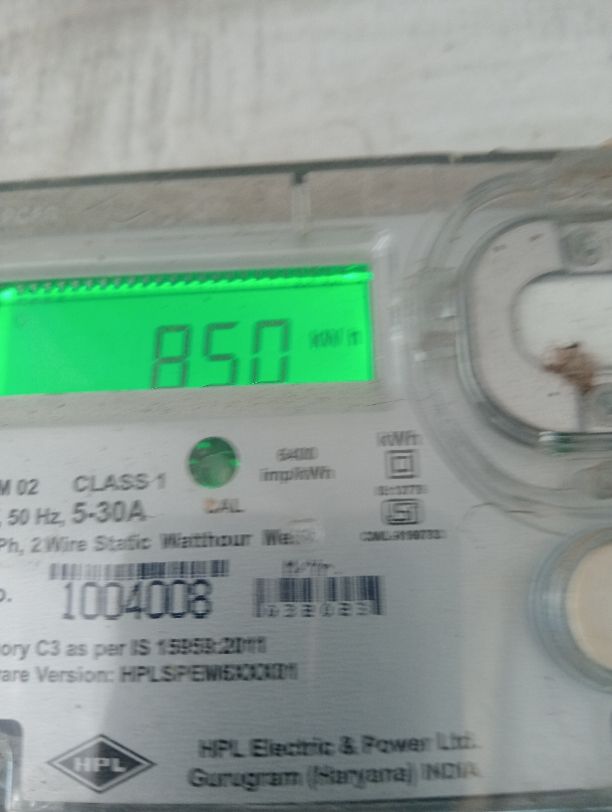 850 kWh
6400
imp/kWh
kWh
M 02 CLASS 1
, 50 Hz, 5-30A
CAL
Ph, 2 Wire Static Watthour
o.
1004008
ory C3 as per IS 15959:2011
are Version:
HPL
HPL Electric & Power Ltd.
Gurugram (Haryana) INDIA